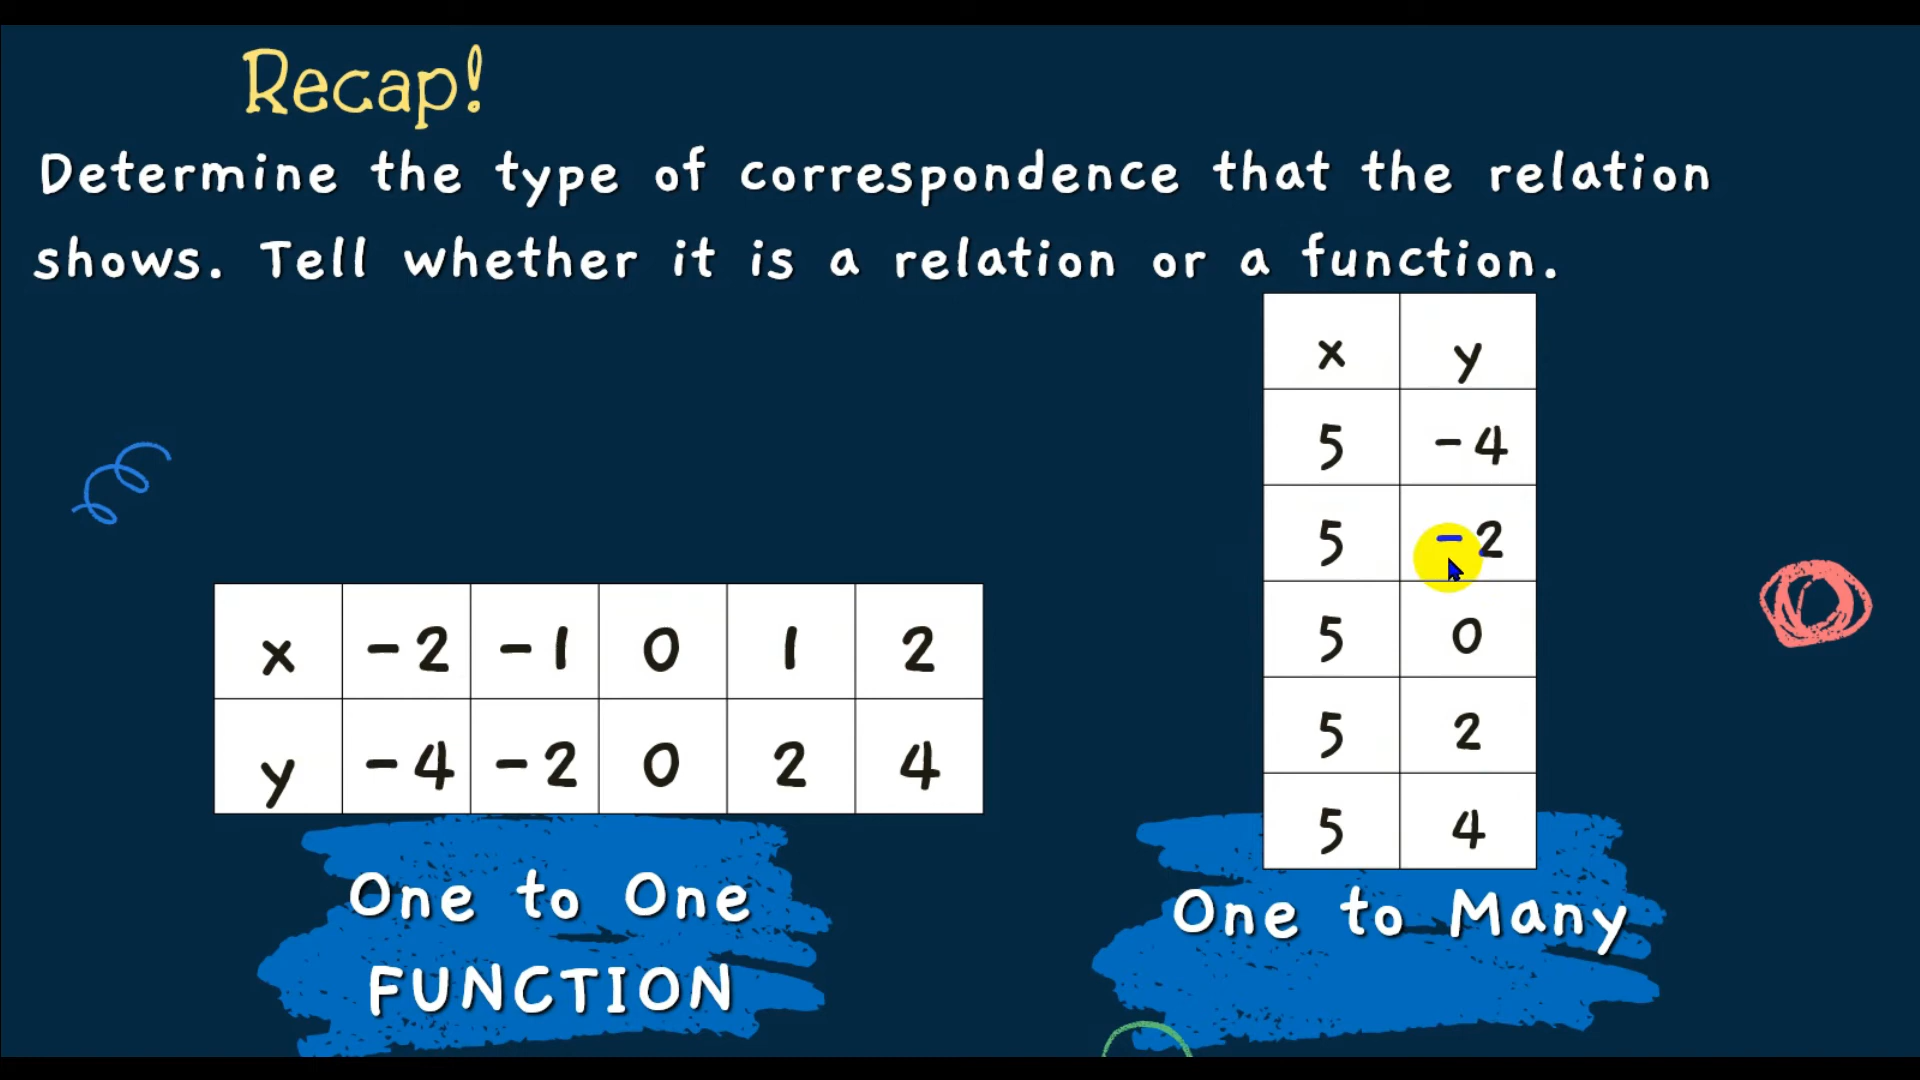 Recap!
Determine the type of correspondence that the relation
shows. Tell whether it is a relation or a function.
x -2 -1 0 1 2
y -4 -2 0 2 4
One to One
FUNCTION
x y
5 -4
5 -2
5 0
5 2
5 4
One to Many